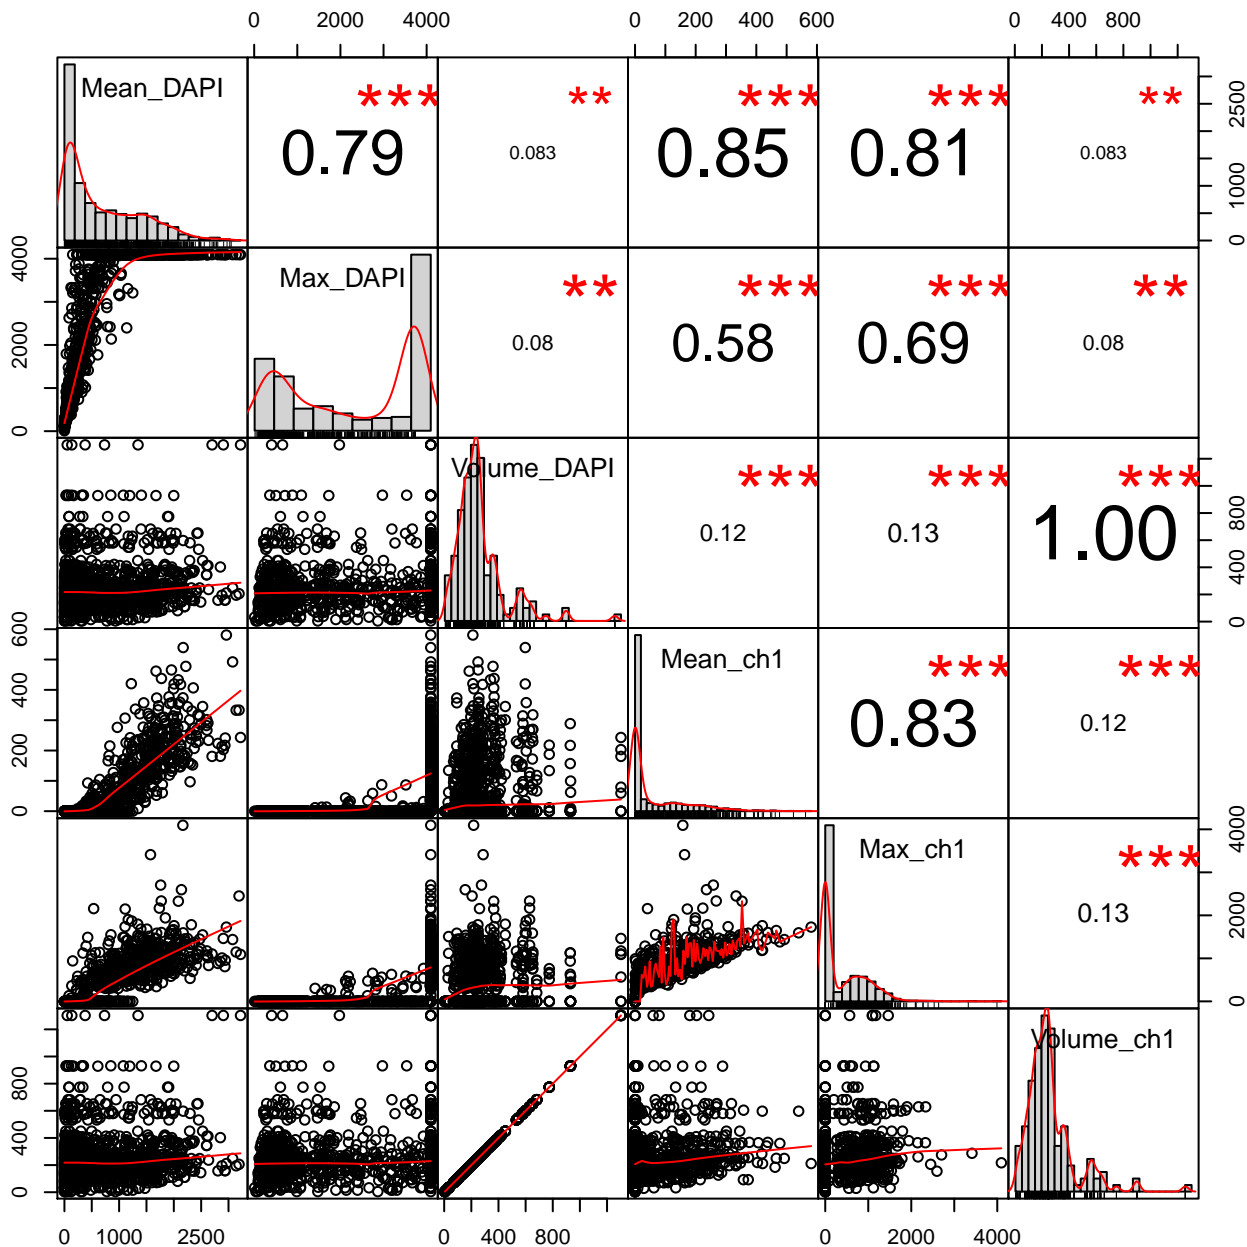 0 2000 4000 0 200 400 600 0 400 800
Mean_DAPI *** 0.79 ** 0.083 *** 0.85 *** 0.81 ** 0.083 0 1000 2500
0 2000 4000 Max_DAPI ** 0.08 *** 0.58 *** 0.69 ** 0.08
Volume_DAPI *** 0.12 *** 0.13 *** 1.00 0 400 800
0 200 400 600 Mean_ch1 *** 0.83 *** 0.12
Max_ch1 *** 0.13 0 2000 4000
0 400 800 Volume_ch1
0 1000 2500 0 400 800 0 2000 4000